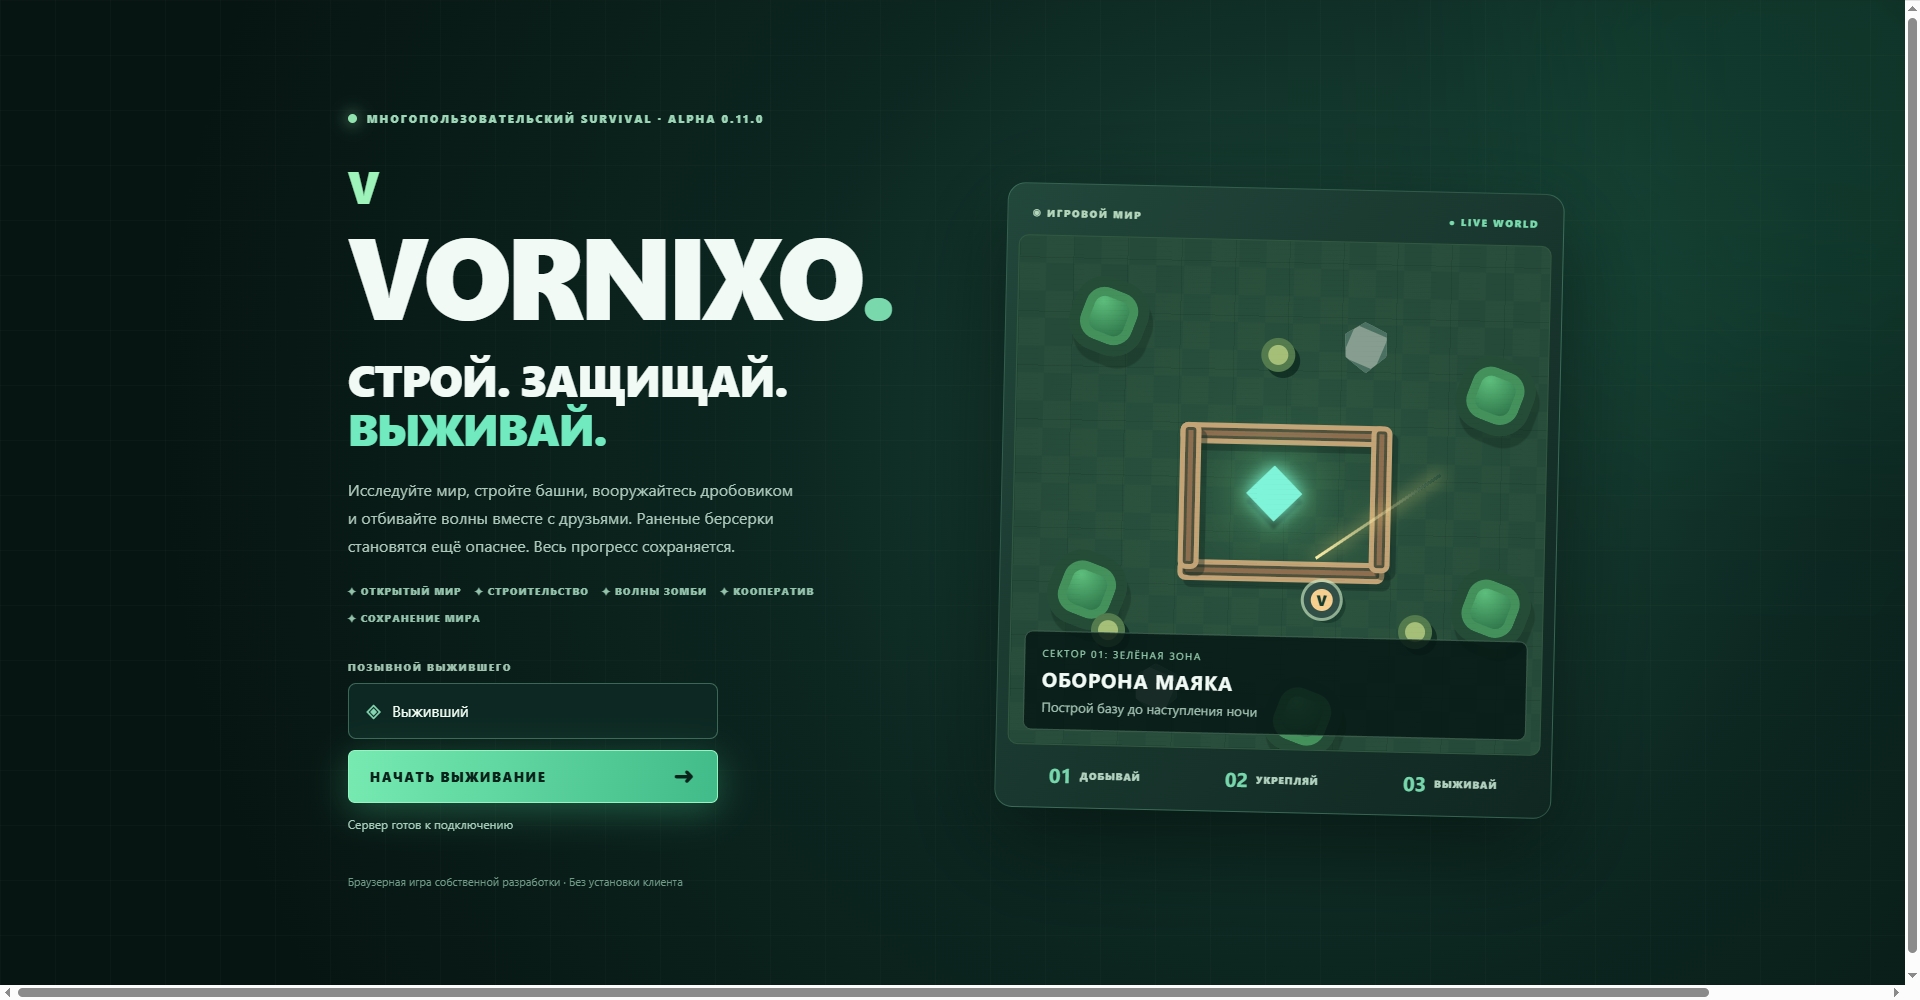 МНОГОПОЛЬЗОВАТЕЛЬСКИЙ SURVIVAL · ALPHA 0.11.0
V
VORNIXO.
СТРОЙ. ЗАЩИЩАЙ.
ВЫЖИВАЙ.
Исследуйте мир, стройте башни, вооружайтесь дробовиком
и отбивайте волны вместе с друзьями. Раненые берсерки
становятся ещё опаснее. Весь прогресс сохраняется.
✦ ОТКРЫТЫЙ МИР ✦ СТРОИТЕЛЬСТВО ✦ ВОЛНЫ ЗОМБИ ✦ КООПЕРАТИВ
✦ СОХРАНЕНИЕ МИРА
ПОЗЫВНОЙ ВЫЖИВШЕГО
◈ Выживший
НАЧАТЬ ВЫЖИВАНИЕ ➜
Сервер готов к подключению
Браузерная игра собственной разработки · Без установки клиента
◉ ИГРОВОЙ МИР
● LIVE WORLD
V
СЕКТОР 01: ЗЕЛЁНАЯ ЗОНА
ОБОРОНА МАЯКА
Построй базу до наступления ночи
01 ДОБЫВАЙ
02 УКРЕПЛЯЙ
03 ВЫЖИВАЙ